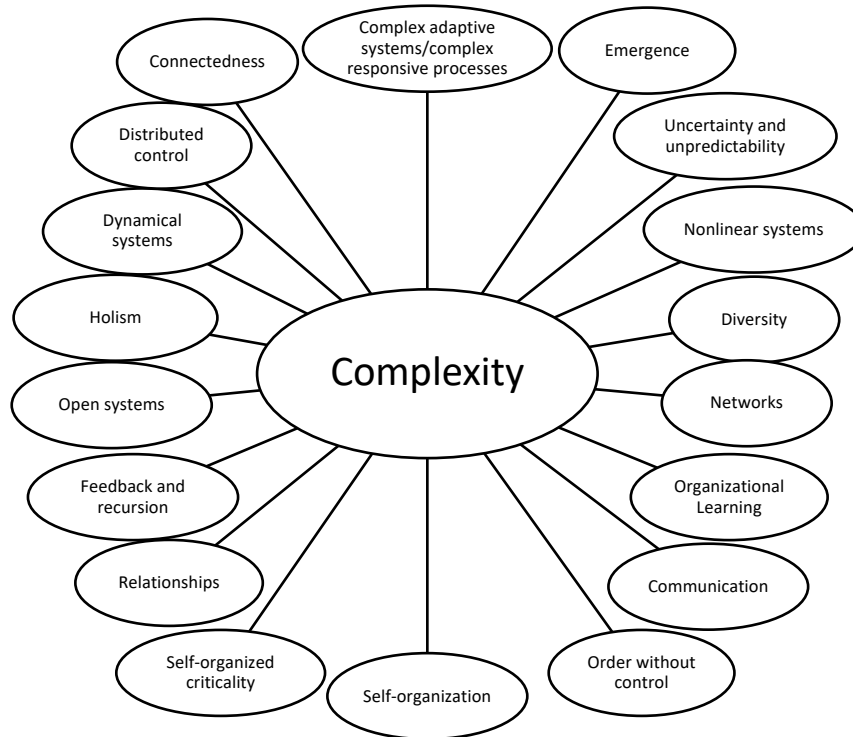 Complex adaptive
systems/complex
responsive processes
Emergence
Connectedness
Uncertainty and
unpredictability
Distributed
control
Dynamical
systems
Nonlinear systems
Holism
Diversity
Complexity
Open systems
Networks
Feedback and
recursion
Organizational
Learning
Relationships
Communication
Self-organized
criticality
Order without
control
Self-organization